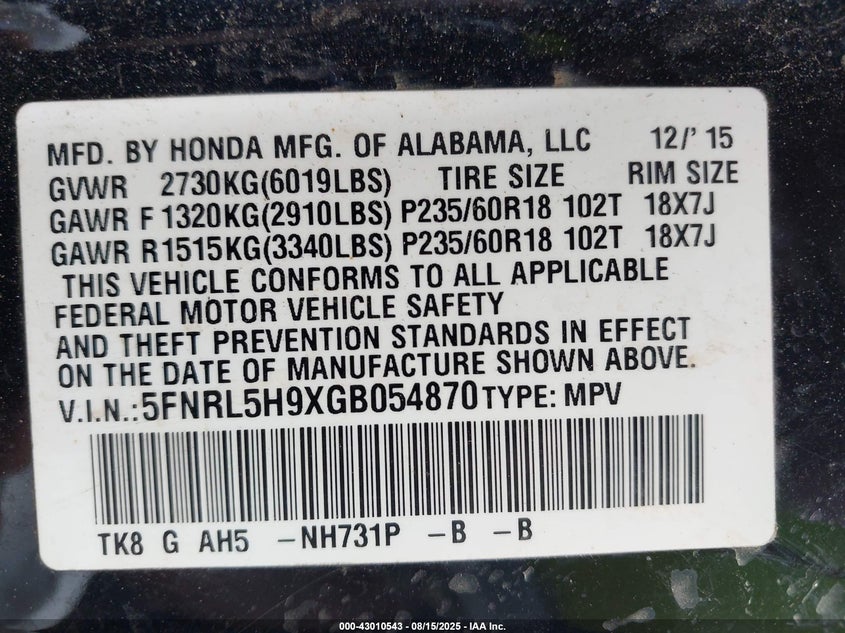 MFD. BY HONDA MFG. OF ALABAMA, LLC 12/' 15
GVWR 2730KG(6019LBS) TIRE SIZE RIM SIZE
GAWR F 1320KG(2910LBS) P235/60R18 102T 18X7J
GAWR R1515KG(3340LBS) P235/60R18 102T 18X7J
THIS VEHICLE CONFORMS TO ALL APPLICABLE
FEDERAL MOTOR VEHICLE SAFETY
AND THEFT PREVENTION STANDARDS IN EFFECT
ON THE DATE OF MANUFACTURE SHOWN ABOVE.
V.I.N.: 5FNRL5H9XGB054870 TYPE: MPV
TK8 G AH5 -NH731P -B -B
000-43010543 - 08/15/2025 - IAA Inc.